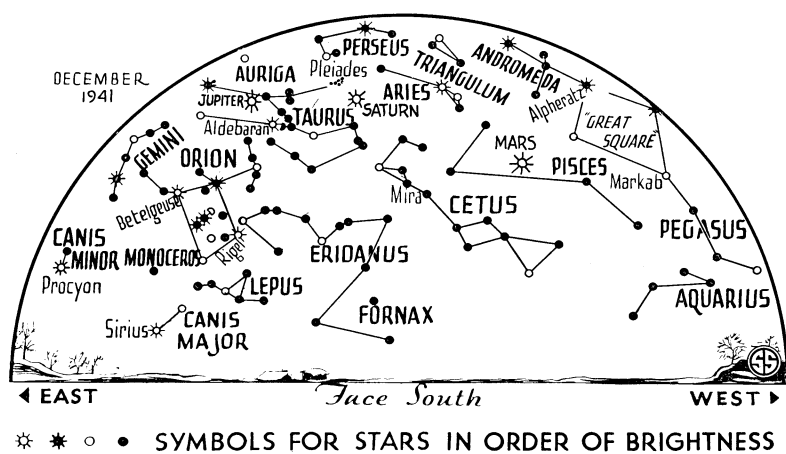 DECEMBER
1941
PERSEUS
Pleiades
AURIGA
TRIANGULUM
ANDROMEDA
JUPITER
SATURN
ARIES
Alpheratz
Aldebaran
TAURUS
"GREAT
SQUARE"
GEMINI
ORION
MARS
PISCES
Markab
Betelgeuse
Mira
CETUS
PEGASUS
Rigel
CANIS
MINOR
MONOCEROS
ERIDANUS
Procyon
LEPUS
FORNAX
AQUARIUS
Sirius
CANIS
MAJOR
EAST
Face South
WEST
SYMBOLS FOR STARS IN ORDER OF BRIGHTNESS